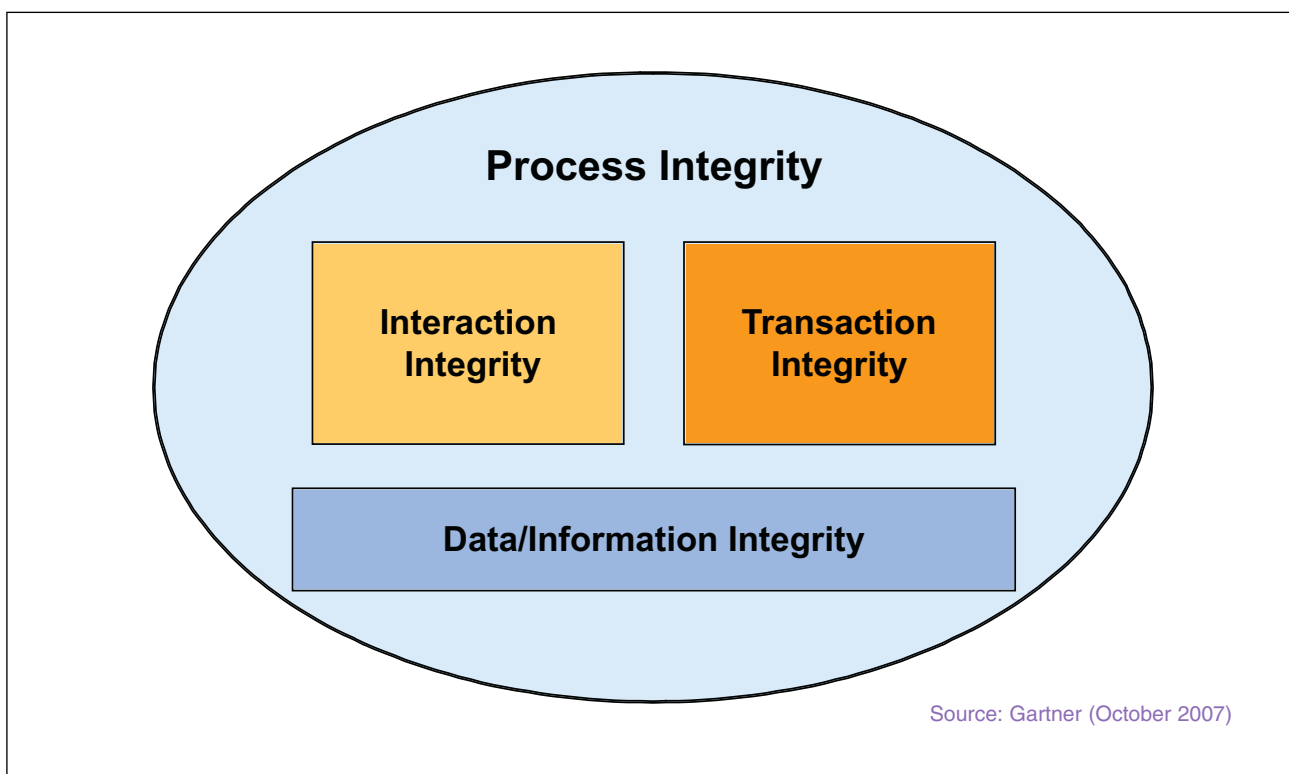 Process Integrity
Interaction
Integrity
Transaction
Integrity
Data/Information Integrity
Source: Gartner (October 2007)